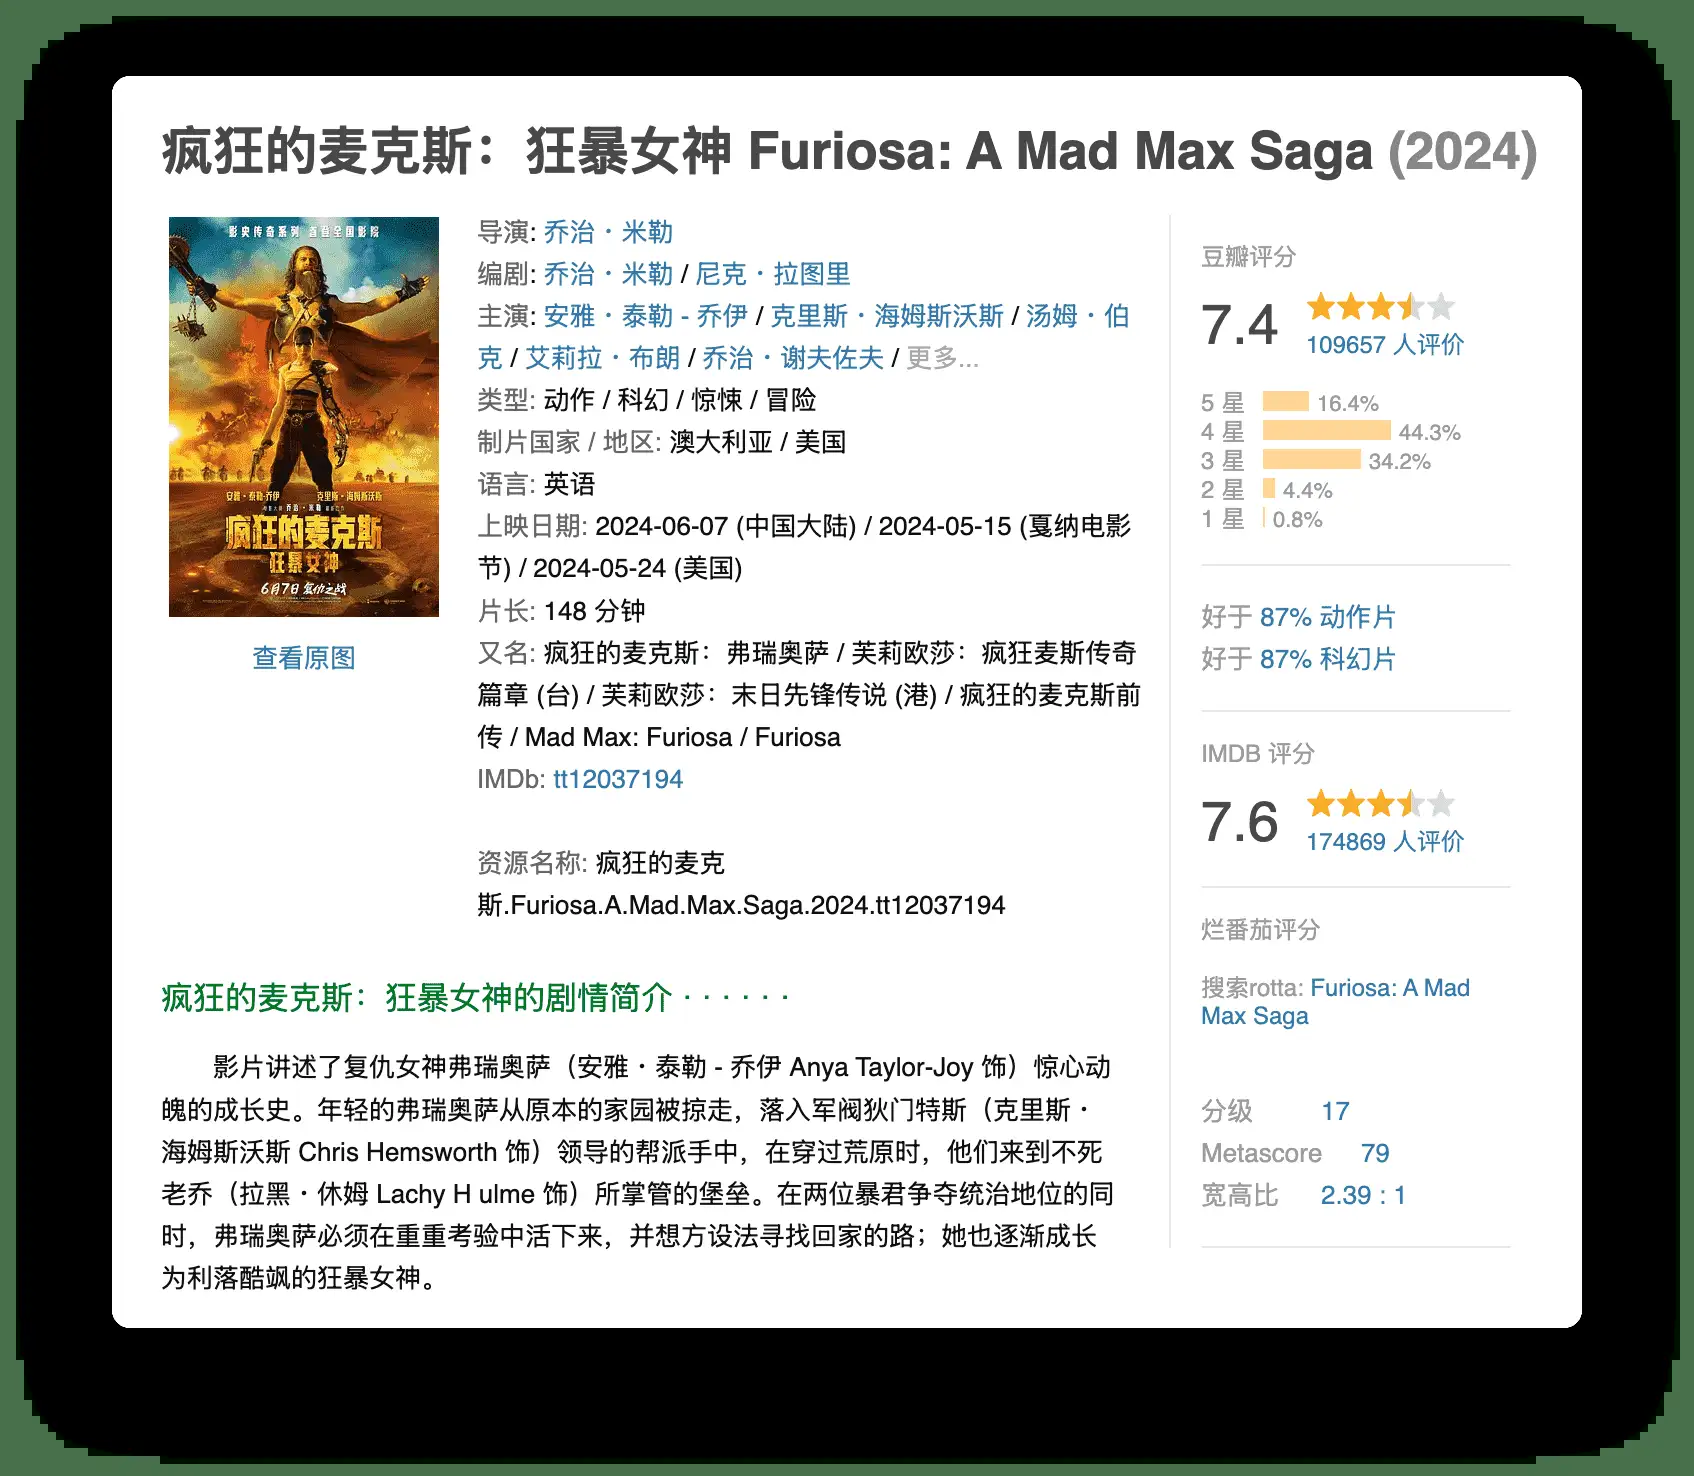 疯狂的麦克斯：狂暴女神 Furiosa: A Mad Max Saga (2024)
影史传奇系列 首登全国影院
安雅·泰勒-乔伊 克里斯·海姆斯沃斯
疯狂的麦克斯
狂暴女神
6月7日 复仇之战
查看原图
导演: 乔治·米勒
编剧: 乔治·米勒 / 尼克·拉图里
主演: 安雅·泰勒 - 乔伊 / 克里斯·海姆斯沃斯 / 汤姆·伯
克 / 艾莉拉·布朗 / 乔治·谢夫佐夫 / 更多...
类型: 动作 / 科幻 / 惊悚 / 冒险
制片国家 / 地区: 澳大利亚 / 美国
语言: 英语
上映日期: 2024-06-07 (中国大陆) / 2024-05-15 (戛纳电影
节) / 2024-05-24 (美国)
片长: 148 分钟
又名: 疯狂的麦克斯：弗瑞奥萨 / 芙莉欧莎：疯狂麦斯传奇
篇章 (台) / 芙莉欧莎：末日先锋传说 (港) / 疯狂的麦克斯前
传 / Mad Max: Furiosa / Furiosa
IMDb: tt12037194
资源名称: 疯狂的麦克
斯.Furiosa.A.Mad.Max.Saga.2024.tt12037194
豆瓣评分
7.4
109657 人评价
5 星 16.4%
4 星 44.3%
3 星 34.2%
2 星 4.4%
1 星 0.8%
好于 87% 动作片
好于 87% 科幻片
IMDB 评分
7.6
174869 人评价
烂番茄评分
搜索rotta: Furiosa: A Mad
Max Saga
分级 17
Metascore 79
宽高比 2.39 : 1
疯狂的麦克斯：狂暴女神的剧情简介 · · · · · ·
影片讲述了复仇女神弗瑞奥萨（安雅·泰勒 - 乔伊 Anya Taylor-Joy 饰）惊心动
魄的成长史。年轻的弗瑞奥萨从原本的家园被掠走，落入军阀狄门特斯（克里斯·
海姆斯沃斯 Chris Hemsworth 饰）领导的帮派手中，在穿过荒原时，他们来到不死
老乔（拉黑·休姆 Lachy H ulme 饰）所掌管的堡垒。在两位暴君争夺统治地位的同
时，弗瑞奥萨必须在重重考验中活下来，并想方设法寻找回家的路；她也逐渐成长
为利落酷飒的狂暴女神。